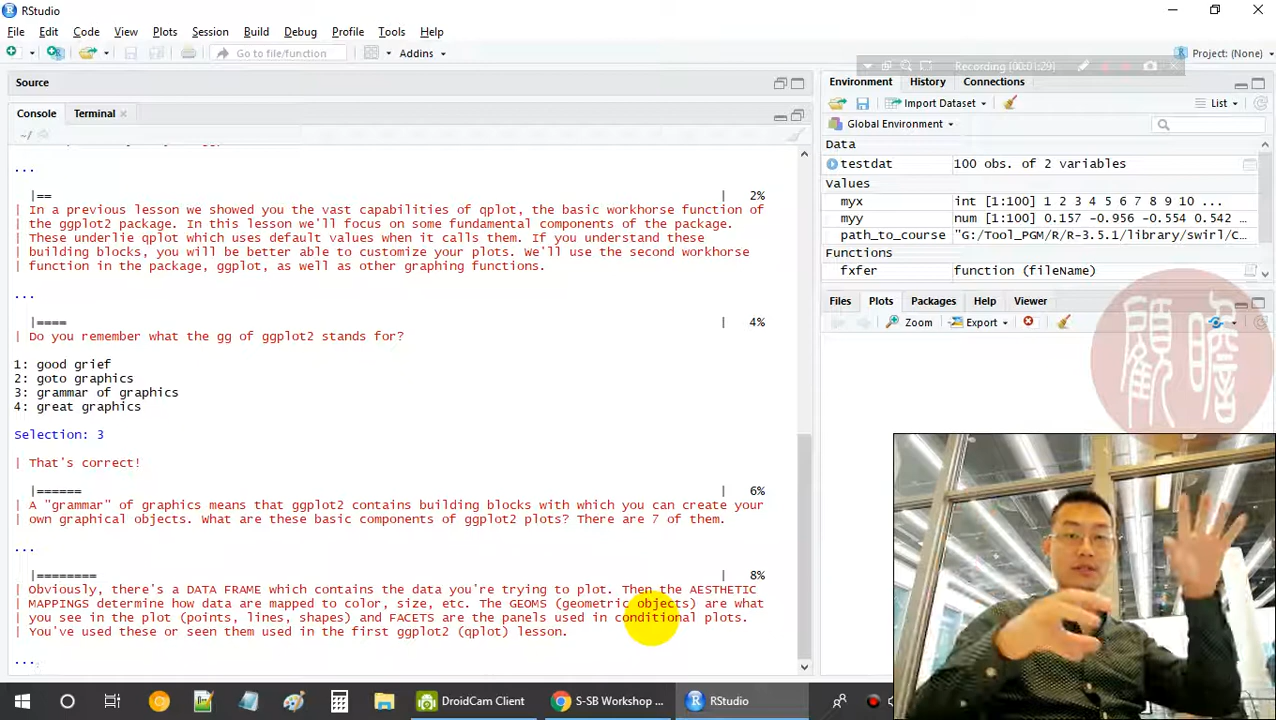 RStudio
File Edit Code View Plots Session Build Debug Profile Tools Help
Go to file/function
Addins
Project: (None)
Recording [00:01:29]
Source
Console Terminal
~/
...
|== | 2%
| In a previous lesson we showed you the vast capabilities of qplot, the basic workhorse function of
| the ggplot2 package. In this lesson we'll focus on some fundamental components of the package.
| These underlie qplot which uses default values when it calls them. If you understand these
| building blocks, you will be better able to customize your plots. We'll use the second workhorse
| function in the package, ggplot, as well as other graphing functions.
...
|==== | 4%
| Do you remember what the gg of ggplot2 stands for?
1: good grief
2: goto graphics
3: grammar of graphics
4: great graphics
Selection: 3
| That's correct!
|====== | 6%
| A "grammar" of graphics means that ggplot2 contains building blocks with which you can create your
| own graphical objects. What are these basic components of ggplot2 plots? There are 7 of them.
...
|======== | 8%
| Obviously, there's a DATA FRAME which contains the data you're trying to plot. Then the AESTHETIC
| MAPPINGS determine how data are mapped to color, size, etc. The GEOMS (geometric objects) are what
| you see in the plot (points, lines, shapes) and FACETS are the panels used in conditional plots.
| You've used these or seen them used in the first ggplot2 (qplot) lesson.
...
Environment History Connections
Import Dataset
List
Global Environment
Data
testdat 100 obs. of 2 variables
Values
myx int [1:100] 1 2 3 4 5 6 7 8 9 10 ...
myy num [1:100] 0.157 -0.956 -0.554 0.542 ...
path_to_course "G:/Tool_PGM/R/R-3.5.1/library/swirl/C...
Functions
fxfer function (fileName)
Files Plots Packages Help Viewer
Zoom Export
顧瞻
DroidCam Client
S-SB Workshop ...
RStudio